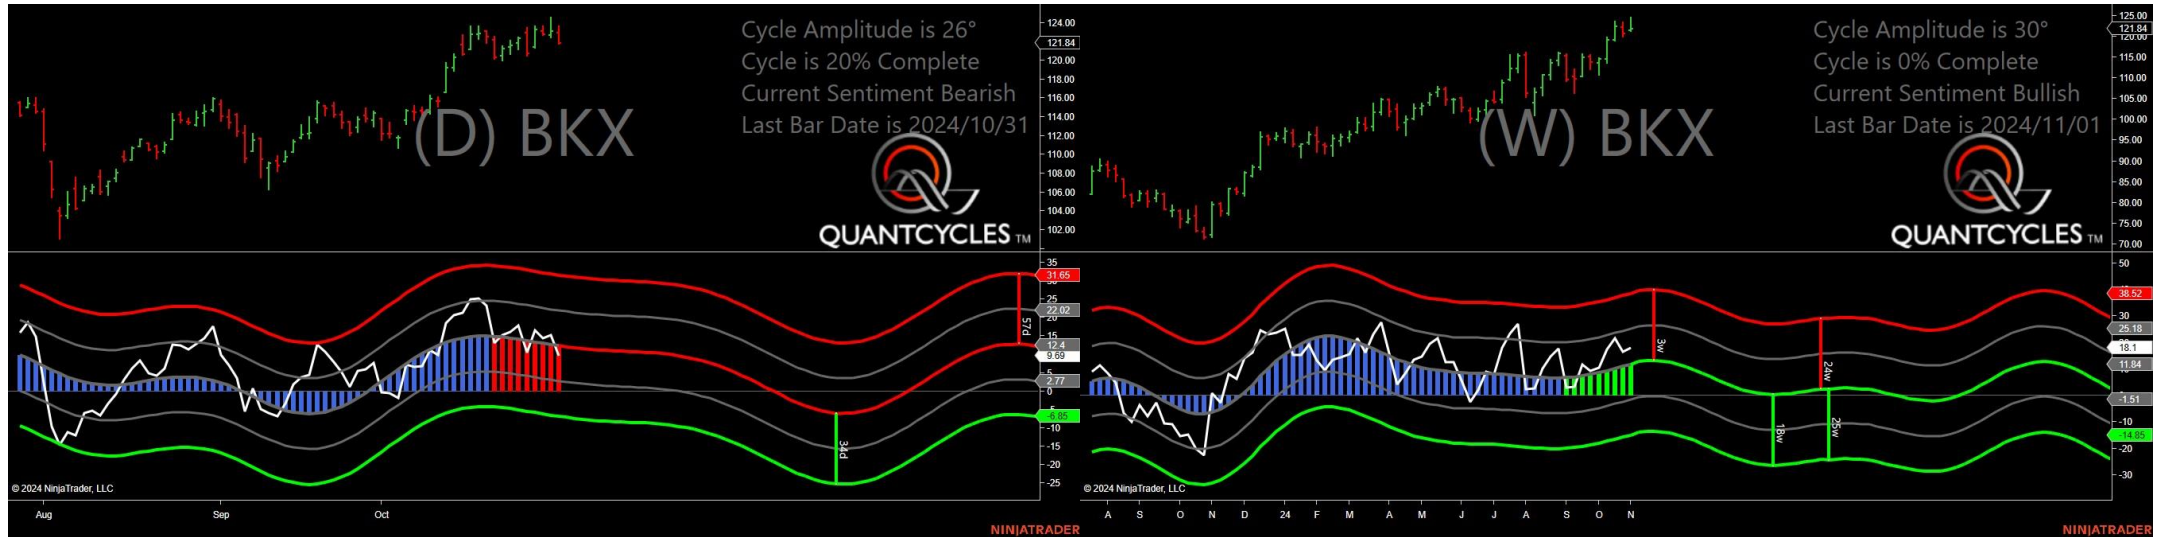 Cycle Amplitude is 26°
Cycle is 20% Complete
Current Sentiment Bearish
Last Bar Date is 2024/10/31
(D) BKX
QUANTCYCLES TM
124.00
121.84
120.00
118.00
116.00
114.00
112.00
110.00
108.00
106.00
104.00
102.00
35
31.65
25
22.02
20
15
12.4
9.69
5
2.77
0
-6.85
-10
-15
-20
-25
34d
57d
© 2024 NinjaTrader, LLC
Aug
Sep
Oct
NINJATRADER
Cycle Amplitude is 30°
Cycle is 0% Complete
Current Sentiment Bullish
Last Bar Date is 2024/11/01
(W) BKX
QUANTCYCLES TM
125.00
121.84
120.00
115.00
110.00
105.00
100.00
95.00
90.00
85.00
80.00
75.00
70.00
50
38.52
30
25.18
18.1
11.84
-1.51
-10
-14.85
-20
-30
3w
24w
18w
25w
© 2024 NinjaTrader, LLC
A S O N D 24 F M A M J J A S O N
NINJATRADER